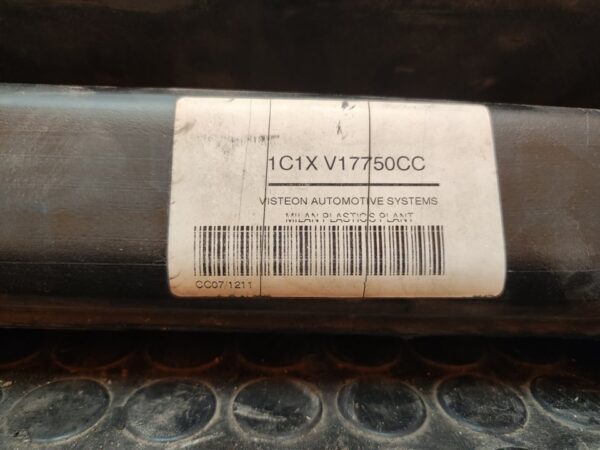 1C1X V17750CC
VISTEON AUTOMOTIVE SYSTEMS
MILAN PLASTICS PLANT
CC07/1211